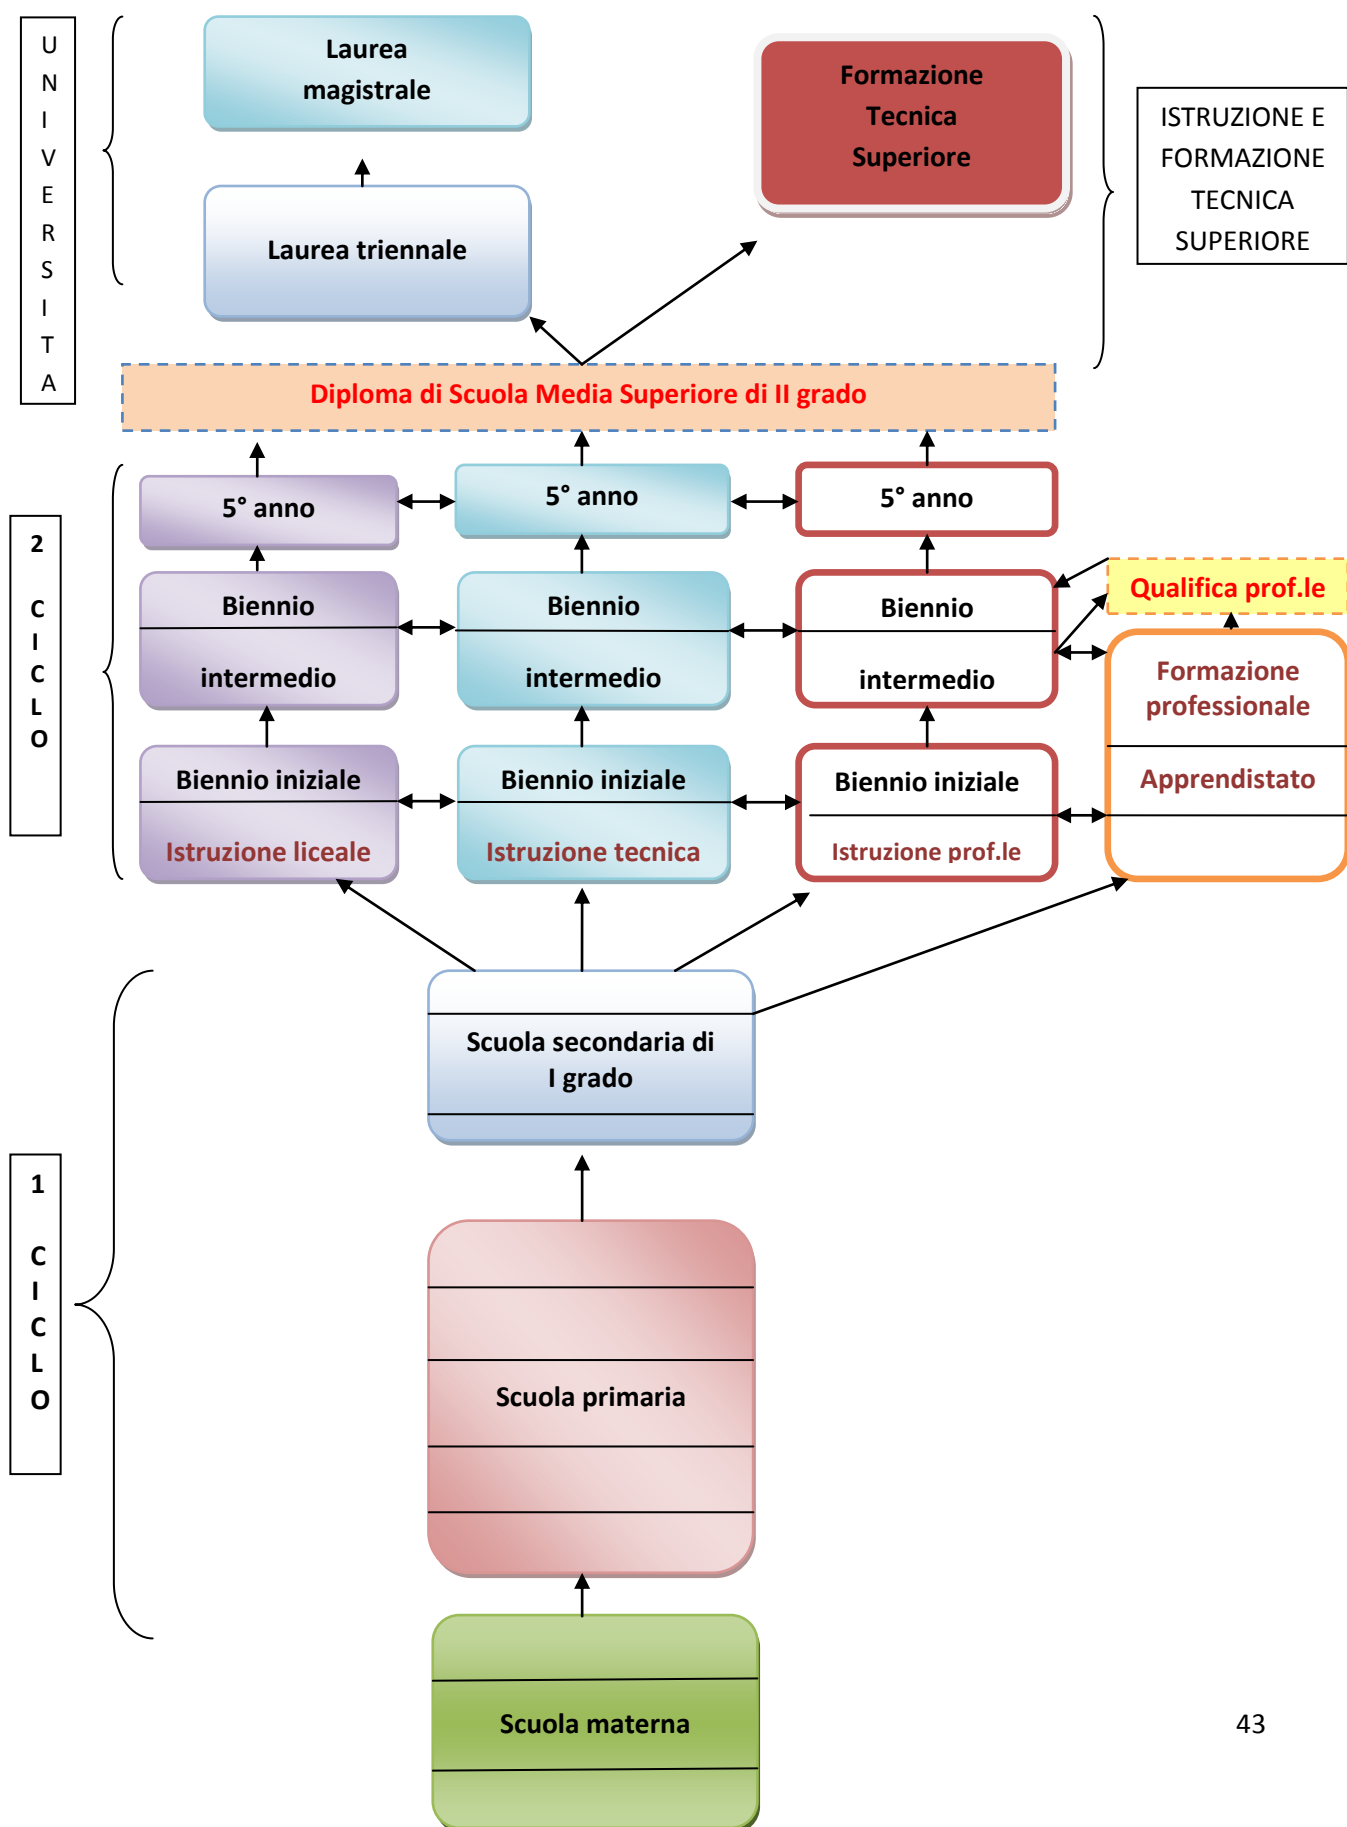 UNIVERSITA
Laurea
magistrale
Formazione
Tecnica
Superiore
ISTRUZIONE E
FORMAZIONE
TECNICA
SUPERIORE
Laurea triennale
Diploma di Scuola Media Superiore di II grado
2 CICLO
5° anno
5° anno
5° anno
Qualifica prof.le
Biennio
intermedio
Biennio
intermedio
Biennio
intermedio
Formazione
professionale
Apprendistato
Biennio iniziale
Istruzione liceale
Biennio iniziale
Istruzione tecnica
Biennio iniziale
Istruzione prof.le
1 CICLO
Scuola secondaria di
I grado
Scuola primaria
Scuola materna
43